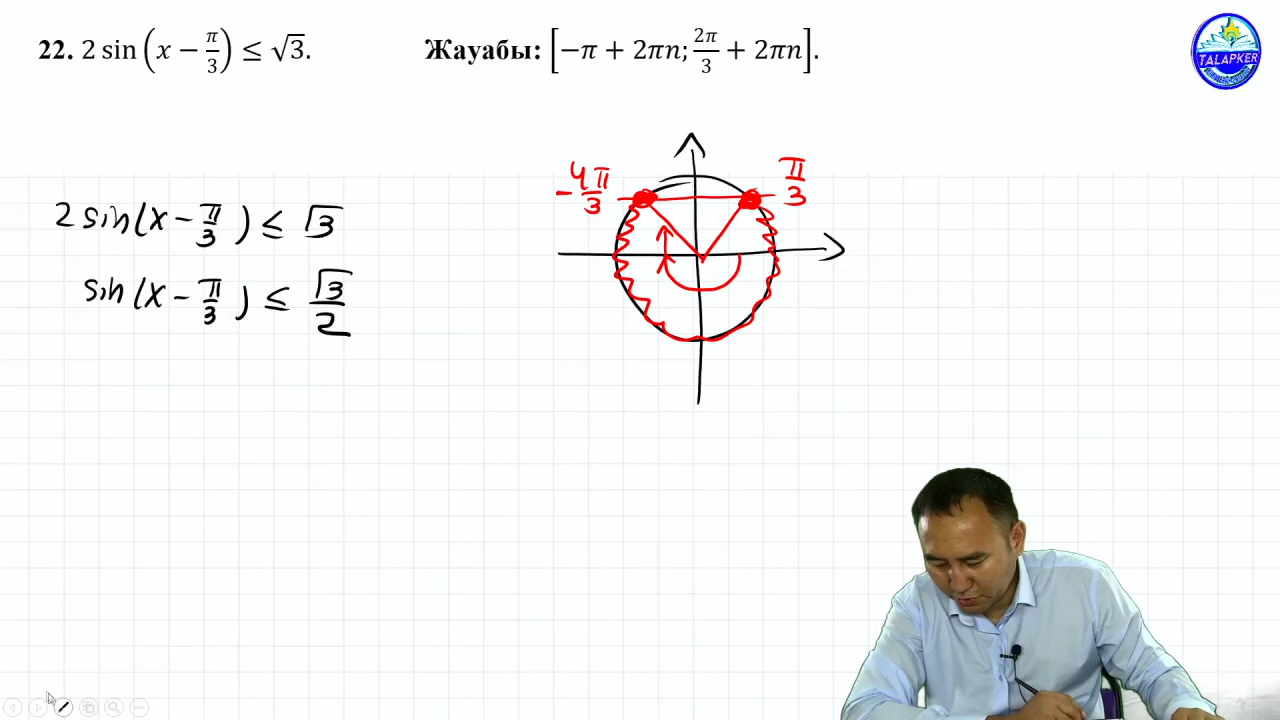 22. 2 sin (x − π/3) ≤ √3. Жауабы: [−π + 2πn; 2π/3 + 2πn].
TALAPKER
2 sin(x − π/3) ≤ √3
sin(x − π/3) ≤ √3/2
−4π/3
π/3